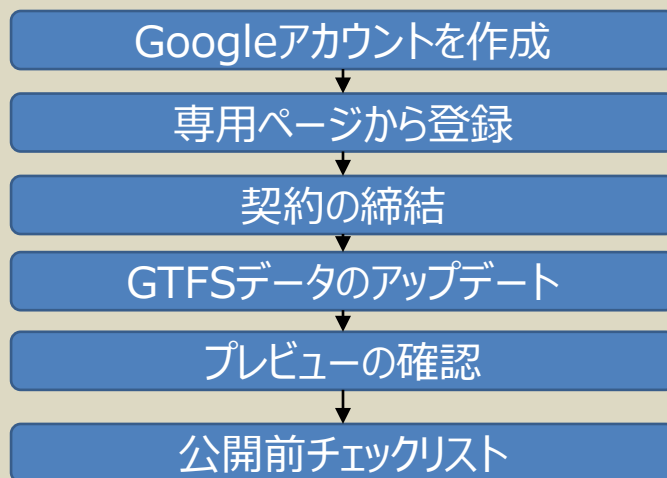 Googleアカウントを作成
専用ページから登録
契約の締結
GTFSデータのアップデート
プレビューの確認
公開前チェックリスト